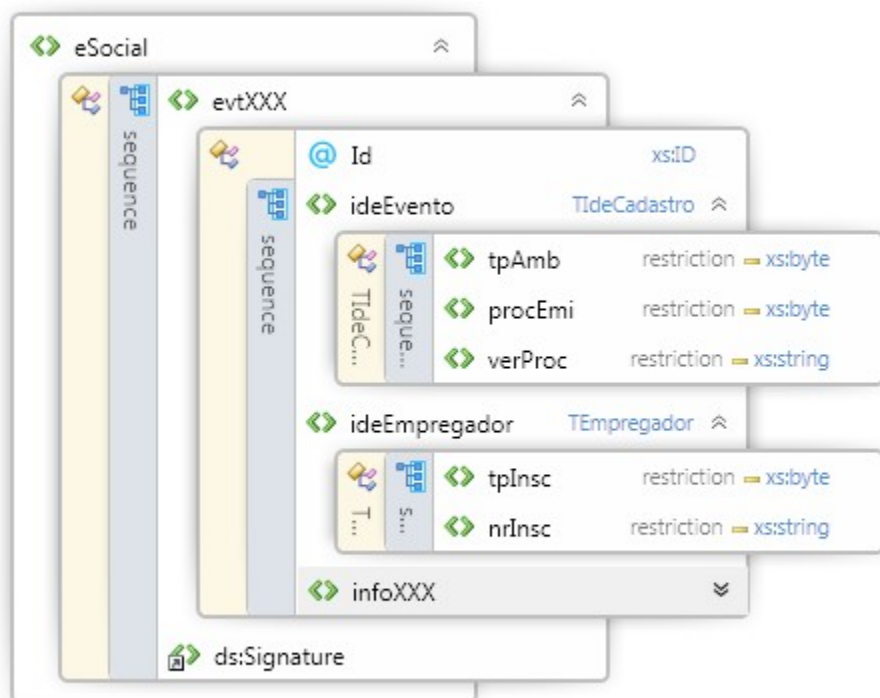 eSocial
sequence
evtXXX
sequence
@ Id xs:ID
ideEvento TIdeCadastro
TIdeC...
seque...
tpAmb restriction xs:byte
procEmi restriction xs:byte
verProc restriction xs:string
ideEmpregador TEmpregador
T...
s...
tpInsc restriction xs:byte
nrInsc restriction xs:string
infoXXX
ds:Signature